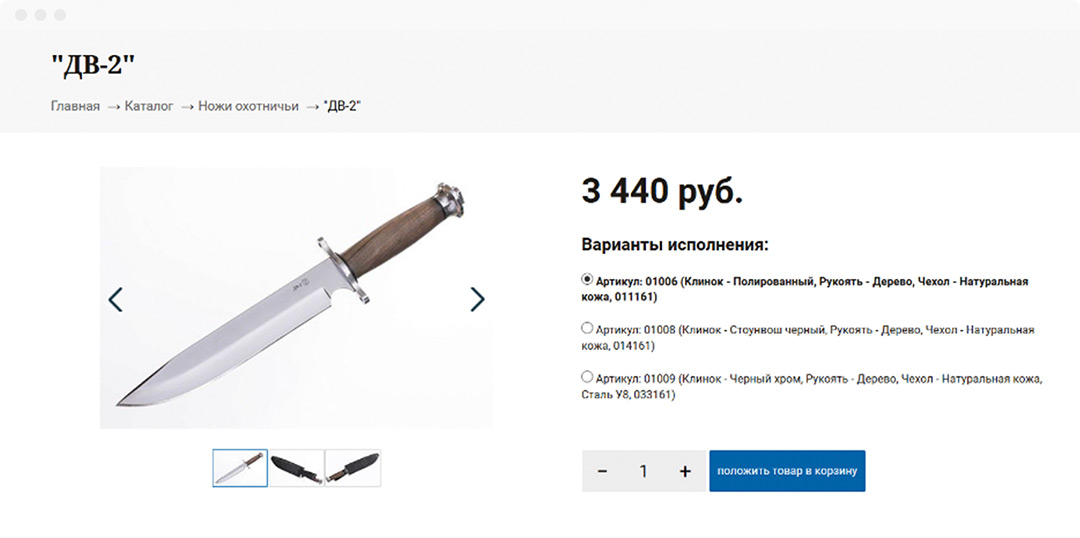 "ДВ-2"
Главная → Каталог → Ножи охотничьи → "ДВ-2"
3 440 руб.
Варианты исполнения:
Артикул: 01006 (Клинок - Полированный, Рукоять - Дерево, Чехол - Натуральная
кожа, 011161)
Артикул: 01008 (Клинок - Стоунвош черный, Рукоять - Дерево, Чехол - Натуральная
кожа, 014161)
Артикул: 01009 (Клинок - Черный хром, Рукоять - Дерево, Чехол - Натуральная кожа,
Сталь У8, 033161)
− 1 +
положить товар в корзину